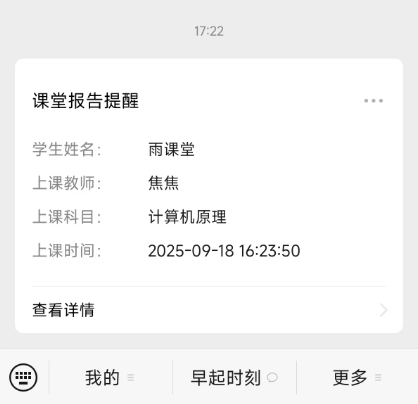 17:22
课堂报告提醒
学生姓名： 雨课堂
上课教师： 焦焦
上课科目： 计算机原理
上课时间： 2025-09-18 16:23:50
查看详情
我的 早起时刻 更多